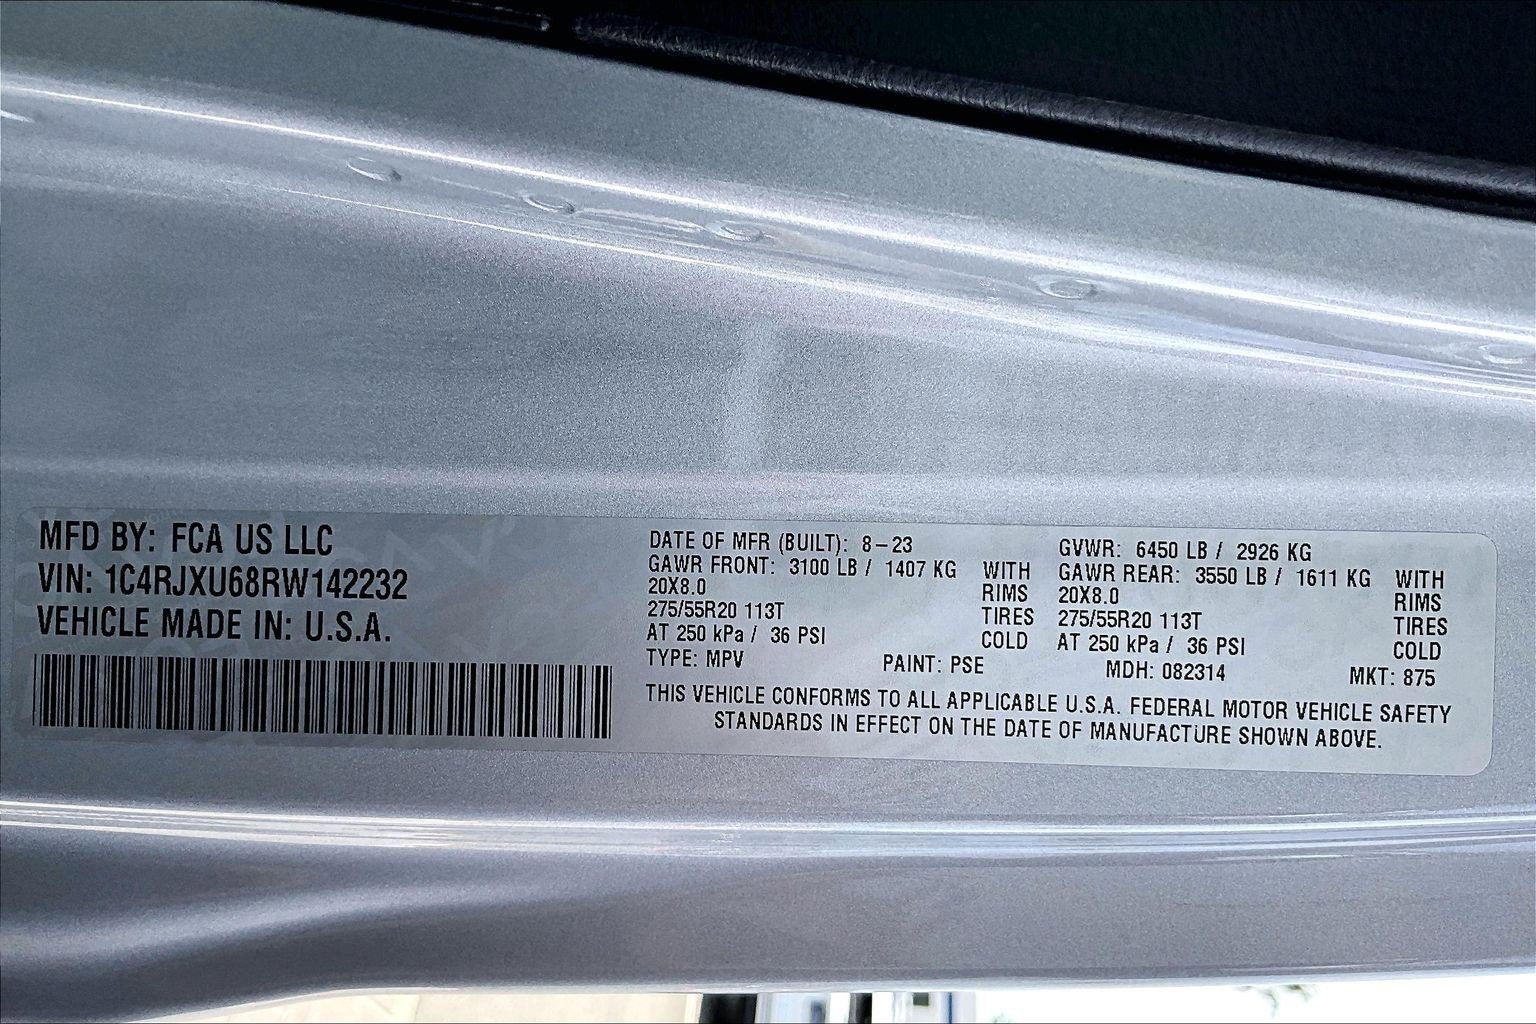 MFD BY: FCA US LLC
VIN: 1C4RJXU68RW142232
VEHICLE MADE IN: U.S.A.
DATE OF MFR (BUILT): 8-23
GAWR FRONT: 3100 LB / 1407 KG WITH
20X8.0 RIMS
275/55R20 113T TIRES
AT 250 kPa / 36 PSI COLD
GVWR: 6450 LB / 2926 KG
GAWR REAR: 3550 LB / 1611 KG WITH
20X8.0 RIMS
275/55R20 113T TIRES
AT 250 kPa / 36 PSI COLD
TYPE: MPV PAINT: PSE MDH: 082314 MKT: 875
THIS VEHICLE CONFORMS TO ALL APPLICABLE U.S.A. FEDERAL MOTOR VEHICLE SAFETY
STANDARDS IN EFFECT ON THE DATE OF MANUFACTURE SHOWN ABOVE.